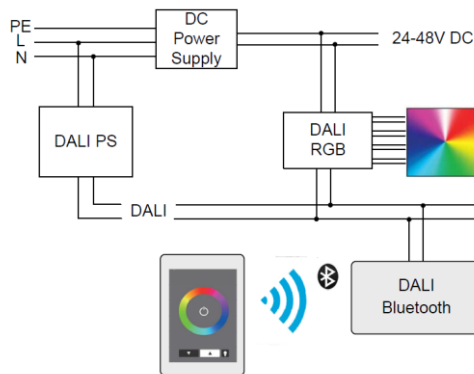 PE
L
N
DC
Power
Supply
24-48V DC
DALI PS
DALI
RGB
DALI
DALI
Bluetooth